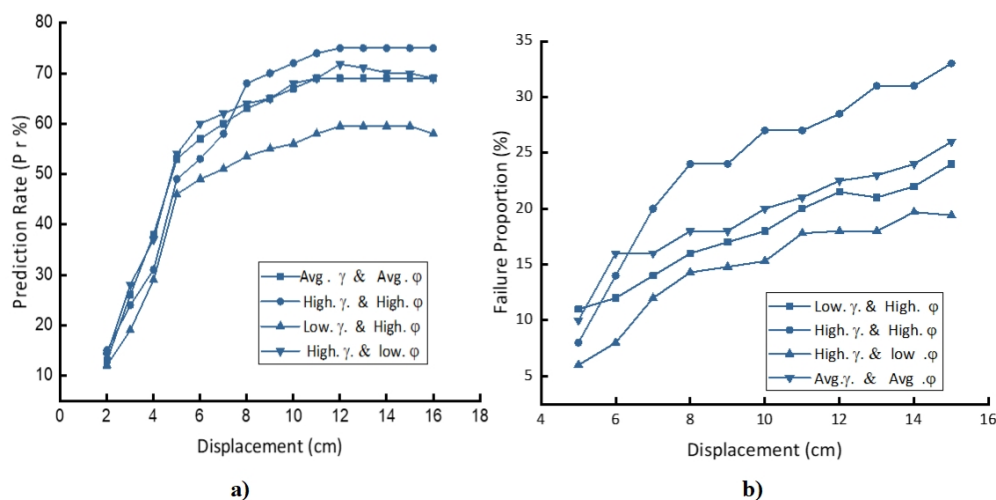 80
70
60
50
40
30
20
10
Prediction Rate (P r %)
0 2 4 6 8 10 12 14 16 18
Displacement (cm)
Avg . γ & Avg. φ
High. γ. & High. φ
Low. γ. & High. φ
High. γ. & low. φ
a)
35
30
25
20
15
10
5
Failure Proportion (%)
4 6 8 10 12 14 16
Displacement (cm)
Low. γ. & High. φ
High. γ. & High. φ
High. γ. & low .φ
Avg.γ. & Avg .φ
b)